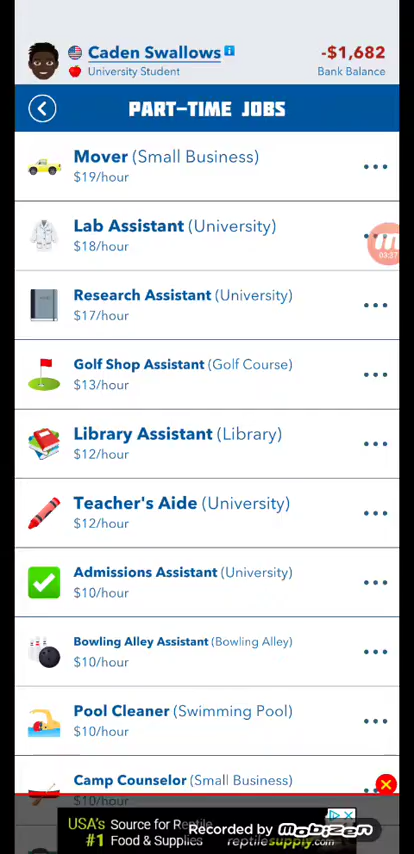 Caden Swallows i
-$1,682
University Student
Bank Balance
PART-TIME JOBS
Mover (Small Business)
$19/hour
Lab Assistant (University)
$18/hour
03:37
Research Assistant (University)
$17/hour
Golf Shop Assistant (Golf Course)
$13/hour
Library Assistant (Library)
$12/hour
Teacher's Aide (University)
$12/hour
Admissions Assistant (University)
$10/hour
Bowling Alley Assistant (Bowling Alley)
$10/hour
Pool Cleaner (Swimming Pool)
$10/hour
Camp Counselor (Small Business)
$10/hour
USA's Source for Reptile
#1 Food & Supplies
Recorded by mobizen
reptilesupply.com